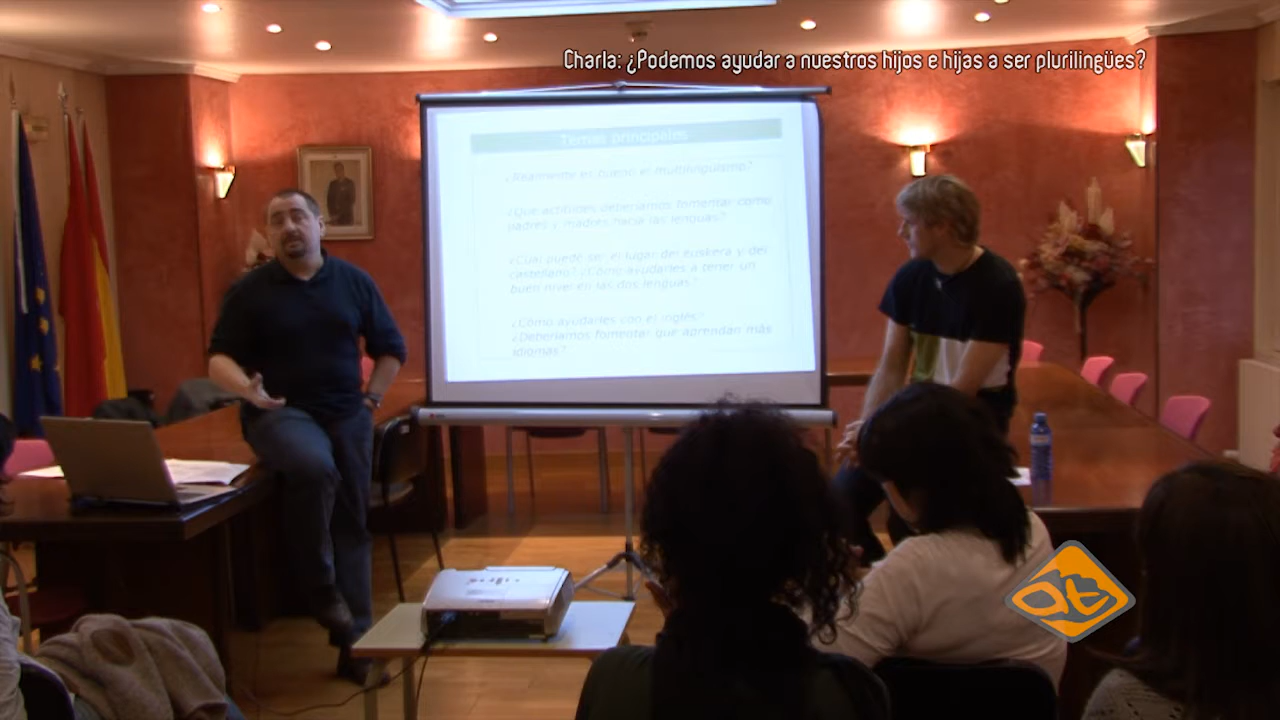 Charla: ¿Podemos ayudar a nuestros hijos e hijas a ser plurilingües?
Temas principales
¿Realmente es bueno el multilingüismo?
¿Qué actitudes deberíamos fomentar como
padres y madres hacia las lenguas?
¿Cuál puede ser el lugar del euskera y del
castellano? ¿Cómo ayudarles a tener un
buen nivel en las dos lenguas?
¿Cómo ayudarles con el inglés?
¿Deberíamos fomentar que aprendan más
idiomas?